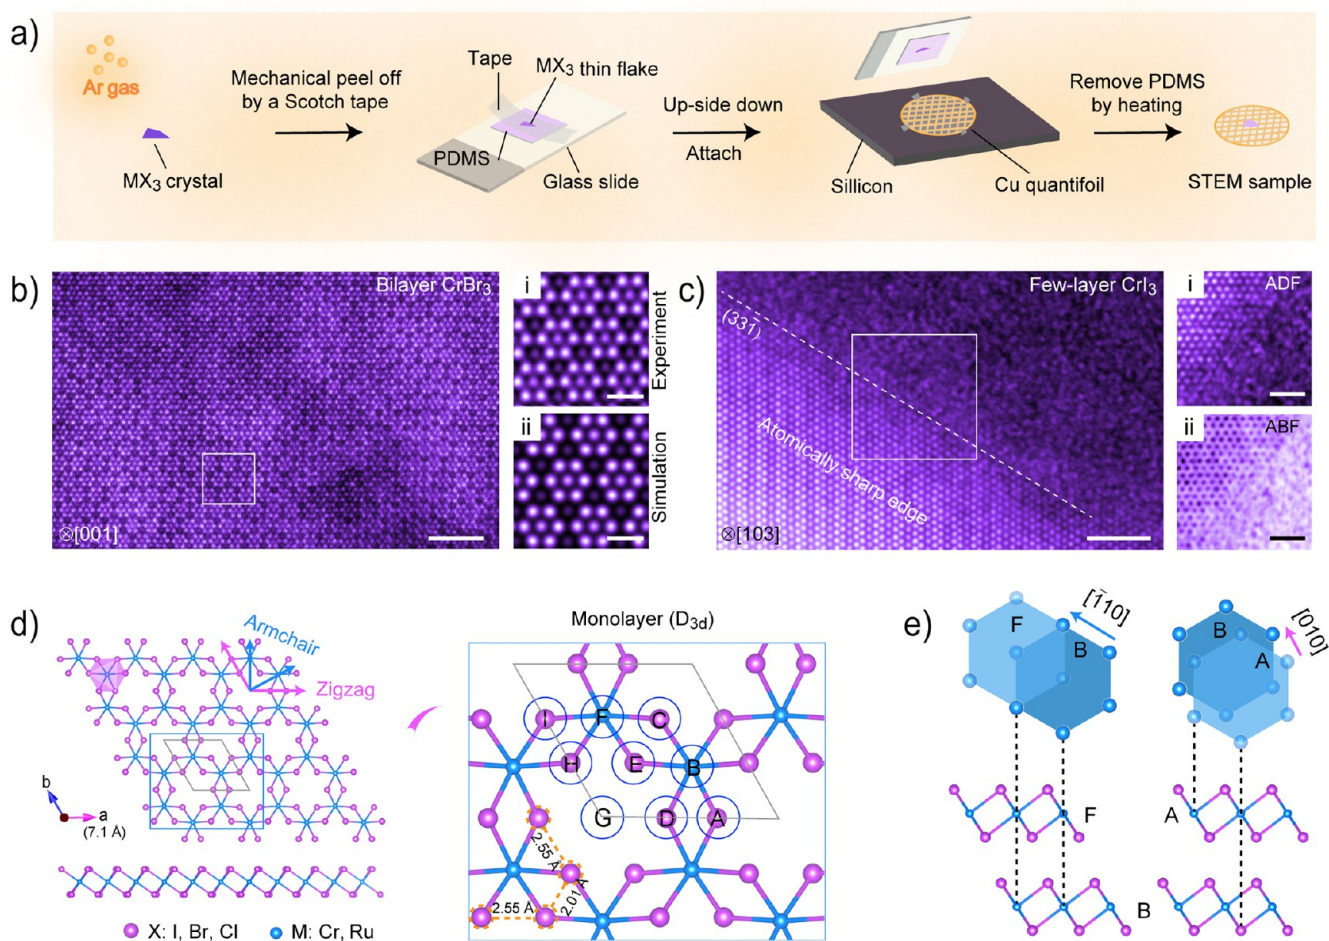 a)
Ar gas
MX3 crystal
Mechanical peel off
by a Scotch tape
Tape
MX3 thin flake
PDMS
Glass slide
Up-side down
Attach
Sillicon
Cu quantifoil
Remove PDMS
by heating
STEM sample
b)
Bilayer CrBr3
⊗[001]
i
Experiment
ii
Simulation
c)
Few-layer CrI3
(331̄)
Atomically sharp edge
⊗[103]
i
ADF
ii
ABF
d)
Armchair
Zigzag
b
a
(7.1 Å)
X: I, Br, Cl
M: Cr, Ru
Monolayer (D3d)
I
F
C
H
E
B
G
D
A
2.55 Å
2.01 Å
2.55 Å
e)
[1̄10]
F
B
[010]
B
A
F
A
B